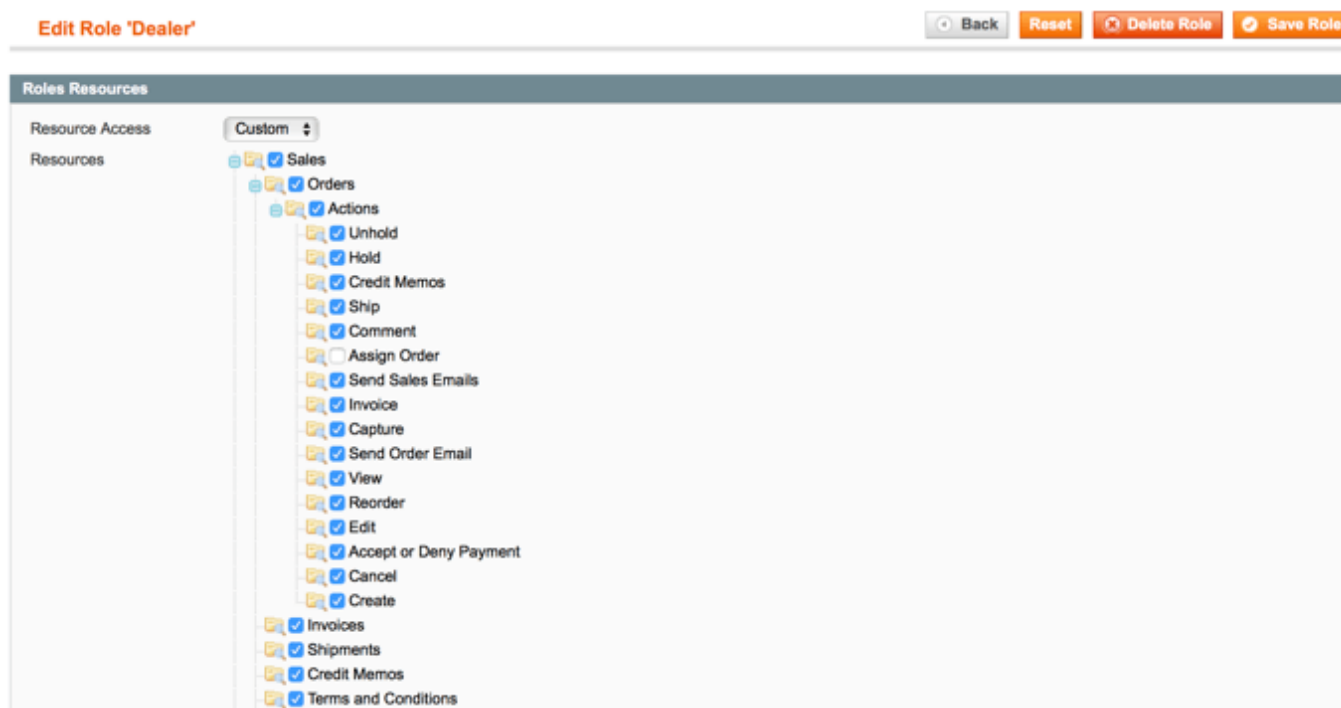 Edit Role 'Dealer'
Back Reset Delete Role Save Role
Roles Resources
Resource Access Custom
Resources Sales
Orders
Actions
Unhold
Hold
Credit Memos
Ship
Comment
Assign Order
Send Sales Emails
Invoice
Capture
Send Order Email
View
Reorder
Edit
Accept or Deny Payment
Cancel
Create
Invoices
Shipments
Credit Memos
Terms and Conditions